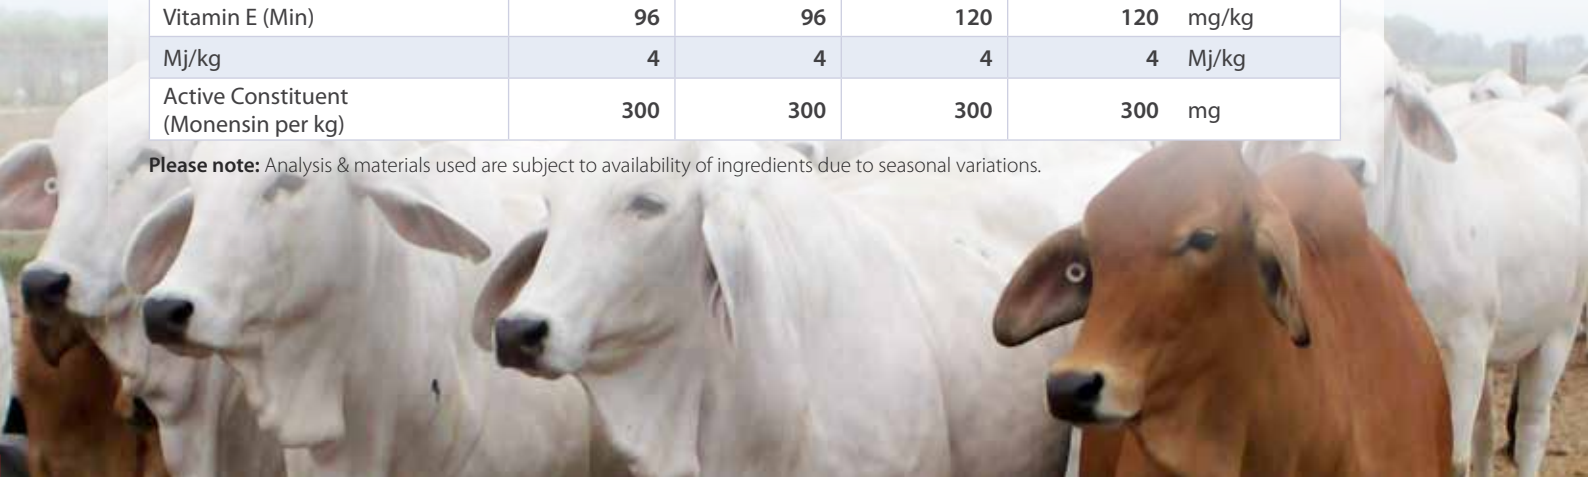 Vitamin E (Min) 96 96 120 120 mg/kg
Mj/kg 4 4 4 4 Mj/kg
Active Constituent
(Monensin per kg) 300 300 300 300 mg
Please note: Analysis & materials used are subject to availability of ingredients due to seasonal variations.